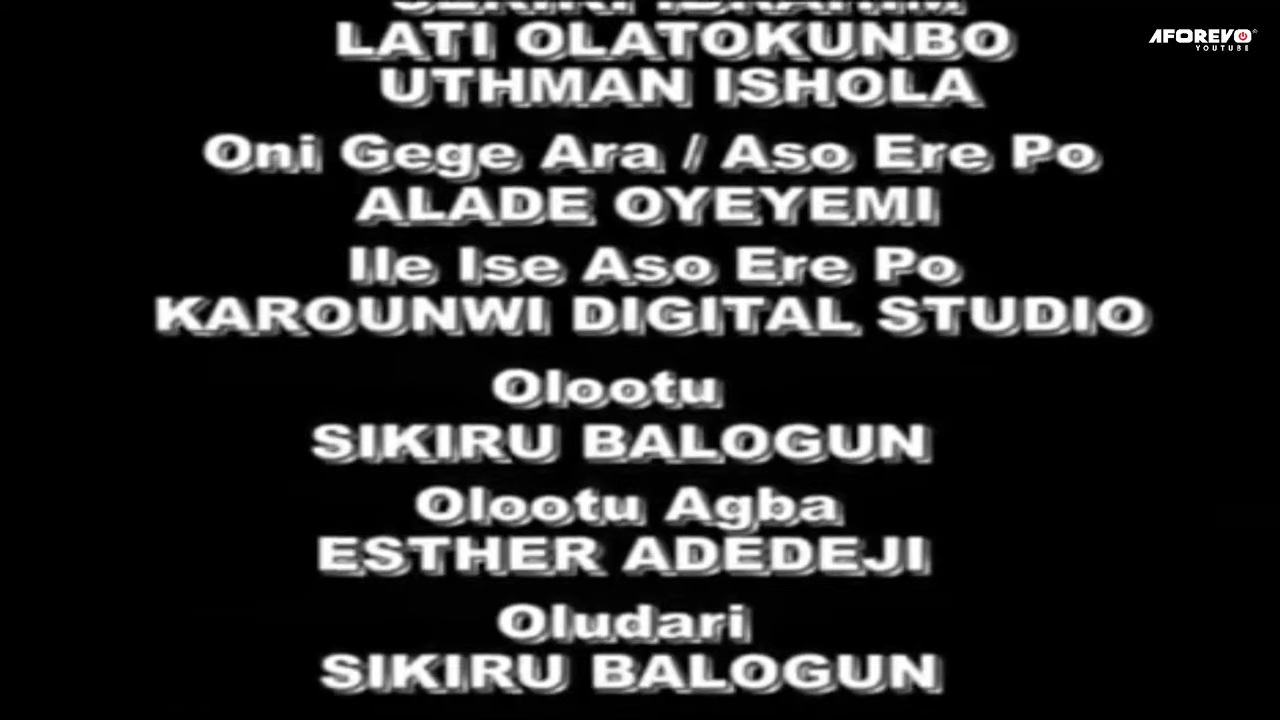 LATI OLATOKUNBO
UTHMAN ISHOLA
Oni Gege Ara / Aso Ere Po
ALADE OYEYEMI
Ile Ise Aso Ere Po
KAROUNWI DIGITAL STUDIO
Olootu
SIKIRU BALOGUN
Olootu Agba
ESTHER ADEDEJI
Oludari
SIKIRU BALOGUN
AFOREVO
YOUTUBE